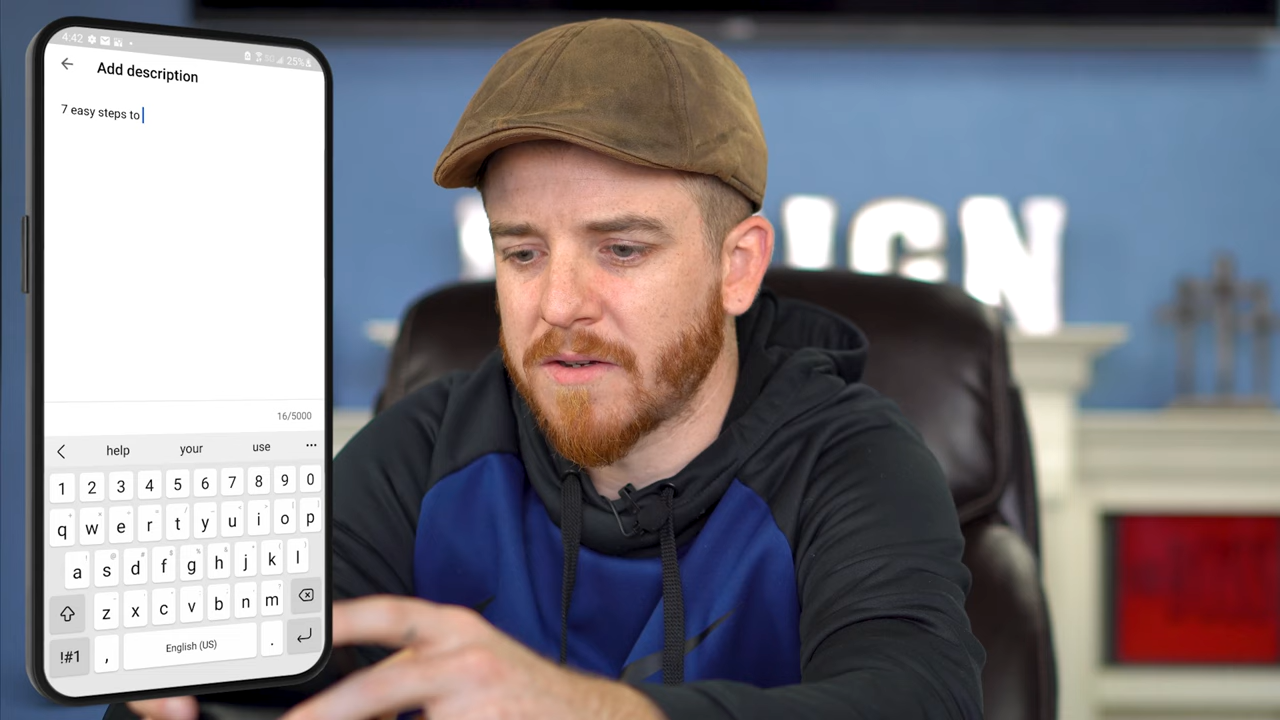 4:42 25%
Add description
7 easy steps to
16/5000
help your use
1 2 3 4 5 6 7 8 9 0
q w e r t y u i o p
a s d f g h j k l
z x c v b n m
!#1 , English (US) .
IGN